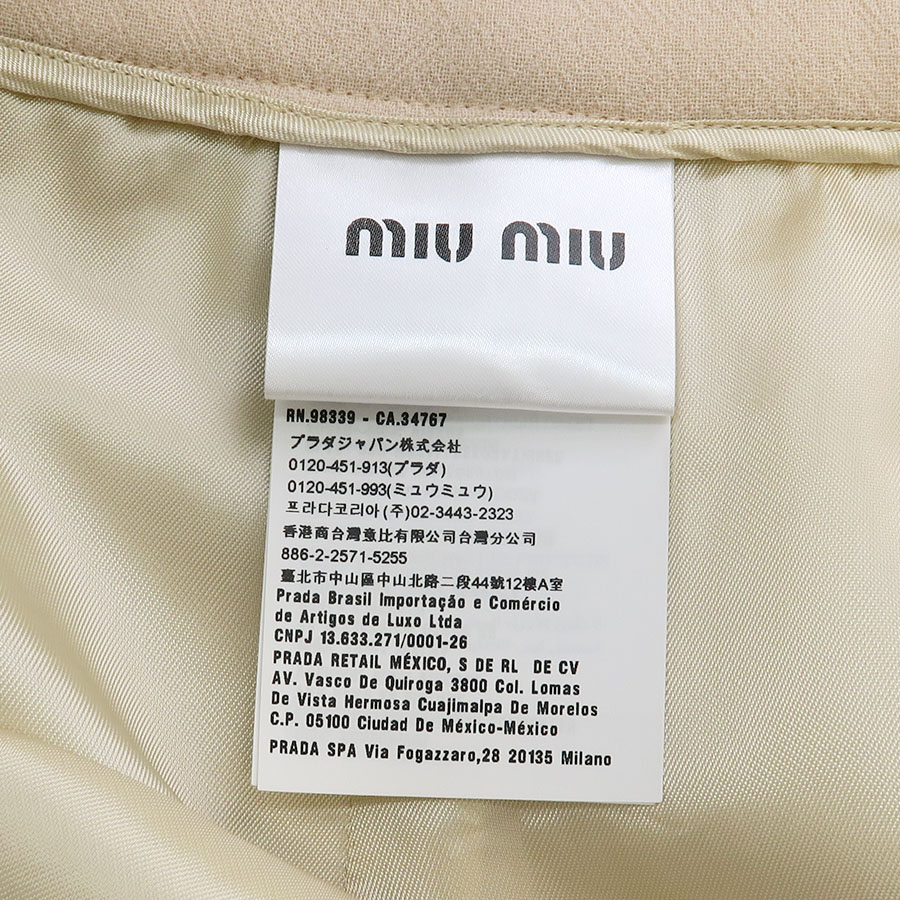 miu miu
RN.98339 - CA.34767
プラダジャパン株式会社
0120-451-913(プラダ)
0120-451-993(ミュウミュウ)
프라다코리아(주)02-3443-2323
香港商台灣意比有限公司台灣分公司
886-2-2571-5255
臺北市中山區中山北路二段44號12樓A室
Prada Brasil Importação e Comércio
de Artigos de Luxo Ltda
CNPJ 13.633.271/0001-26
PRADA RETAIL MÉXICO, S DE RL DE CV
AV. Vasco De Quiroga 3800 Col. Lomas
De Vista Hermosa Cuajimalpa De Morelos
C.P. 05100 Ciudad De México-México
PRADA SPA Via Fogazzaro,28 20135 Milano